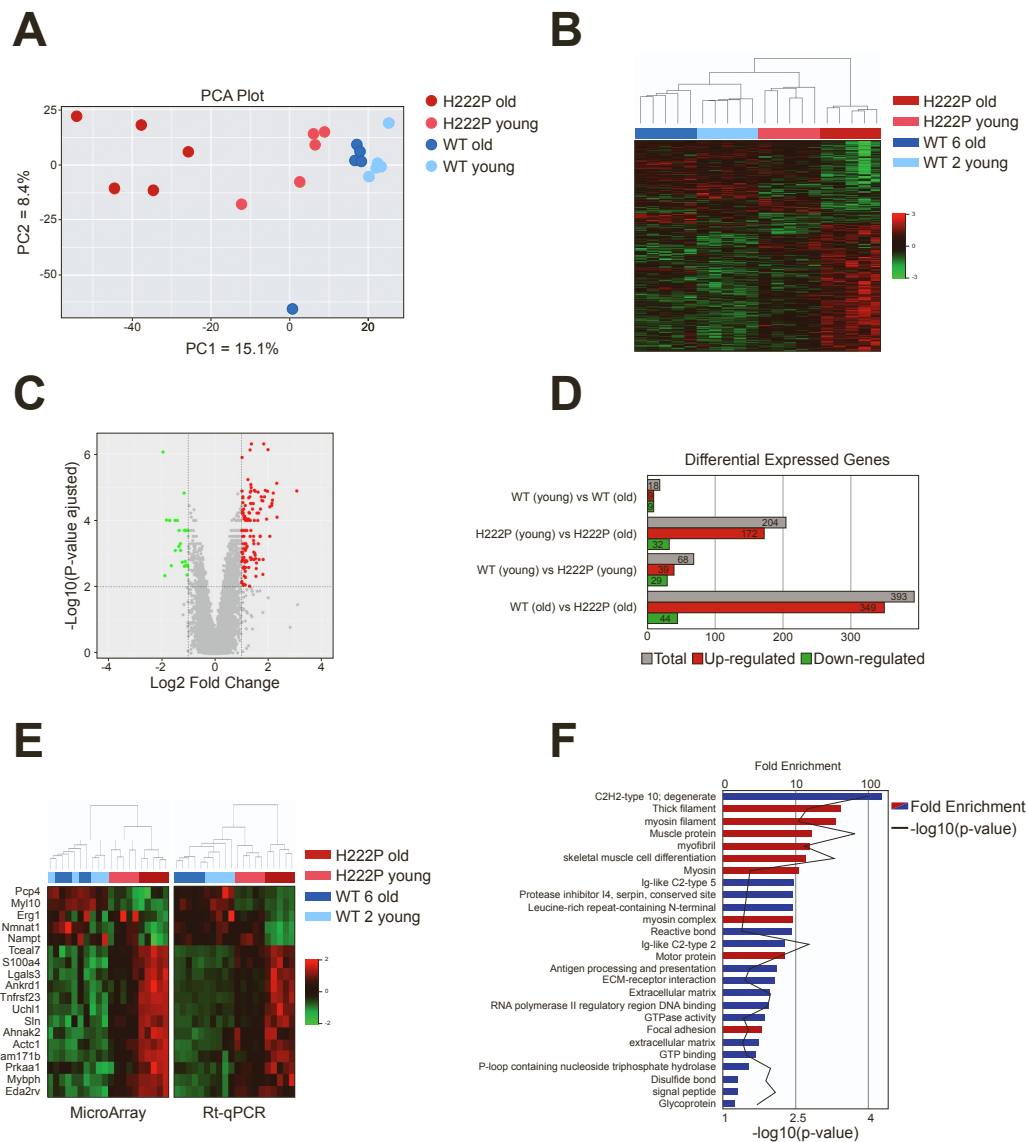 A
PCA Plot
25
0
-25
-50
PC2 = 8.4%
-40
-20
0
20
PC1 = 15.1%
H222P old
H222P young
WT old
WT young
B
H222P old
H222P young
WT 6 old
WT 2 young
3
0
-3
C
6
4
2
0
-Log10(P-value ajusted)
-4
-2
0
2
4
Log2 Fold Change
D
Differential Expressed Genes
WT (young) vs WT (old)
18
9
9
H222P (young) vs H222P (old)
204
172
32
WT (young) vs H222P (young)
68
39
29
WT (old) vs H222P (old)
393
349
44
0
100
200
300
Total Up-regulated Down-regulated
E
H222P old
H222P young
WT 6 old
WT 2 young
Pcp4
Myl10
Erg1
Nmnat1
Nampt
Tceal7
S100a4
Lgals3
Ankrd1
Tnfrsf23
Uchl1
Sln
Ahnak2
Actc1
am171b
Prkaa1
Mybph
Eda2rv
2
0
-2
MicroArray
Rt-qPCR
F
Fold Enrichment
0
10
100
C2H2-type 10; degenerate
Thick filament
myosin filament
Muscle protein
myofibril
skeletal muscle cell differentiation
Myosin
Ig-like C2-type 5
Protease inhibitor I4, serpin, conserved site
Leucine-rich repeat-containing N-terminal
myosin complex
Reactive bond
Ig-like C2-type 2
Motor protein
Antigen processing and presentation
ECM-receptor interaction
Extracellular matrix
RNA polymerase II regulatory region DNA binding
GTPase activity
Focal adhesion
extracellular matrix
GTP binding
P-loop containing nucleoside triphosphate hydrolase
Disulfide bond
signal peptide
Glycoprotein
1
2.5
4
-log10(p-value)
Fold Enrichment
-log10(p-value)